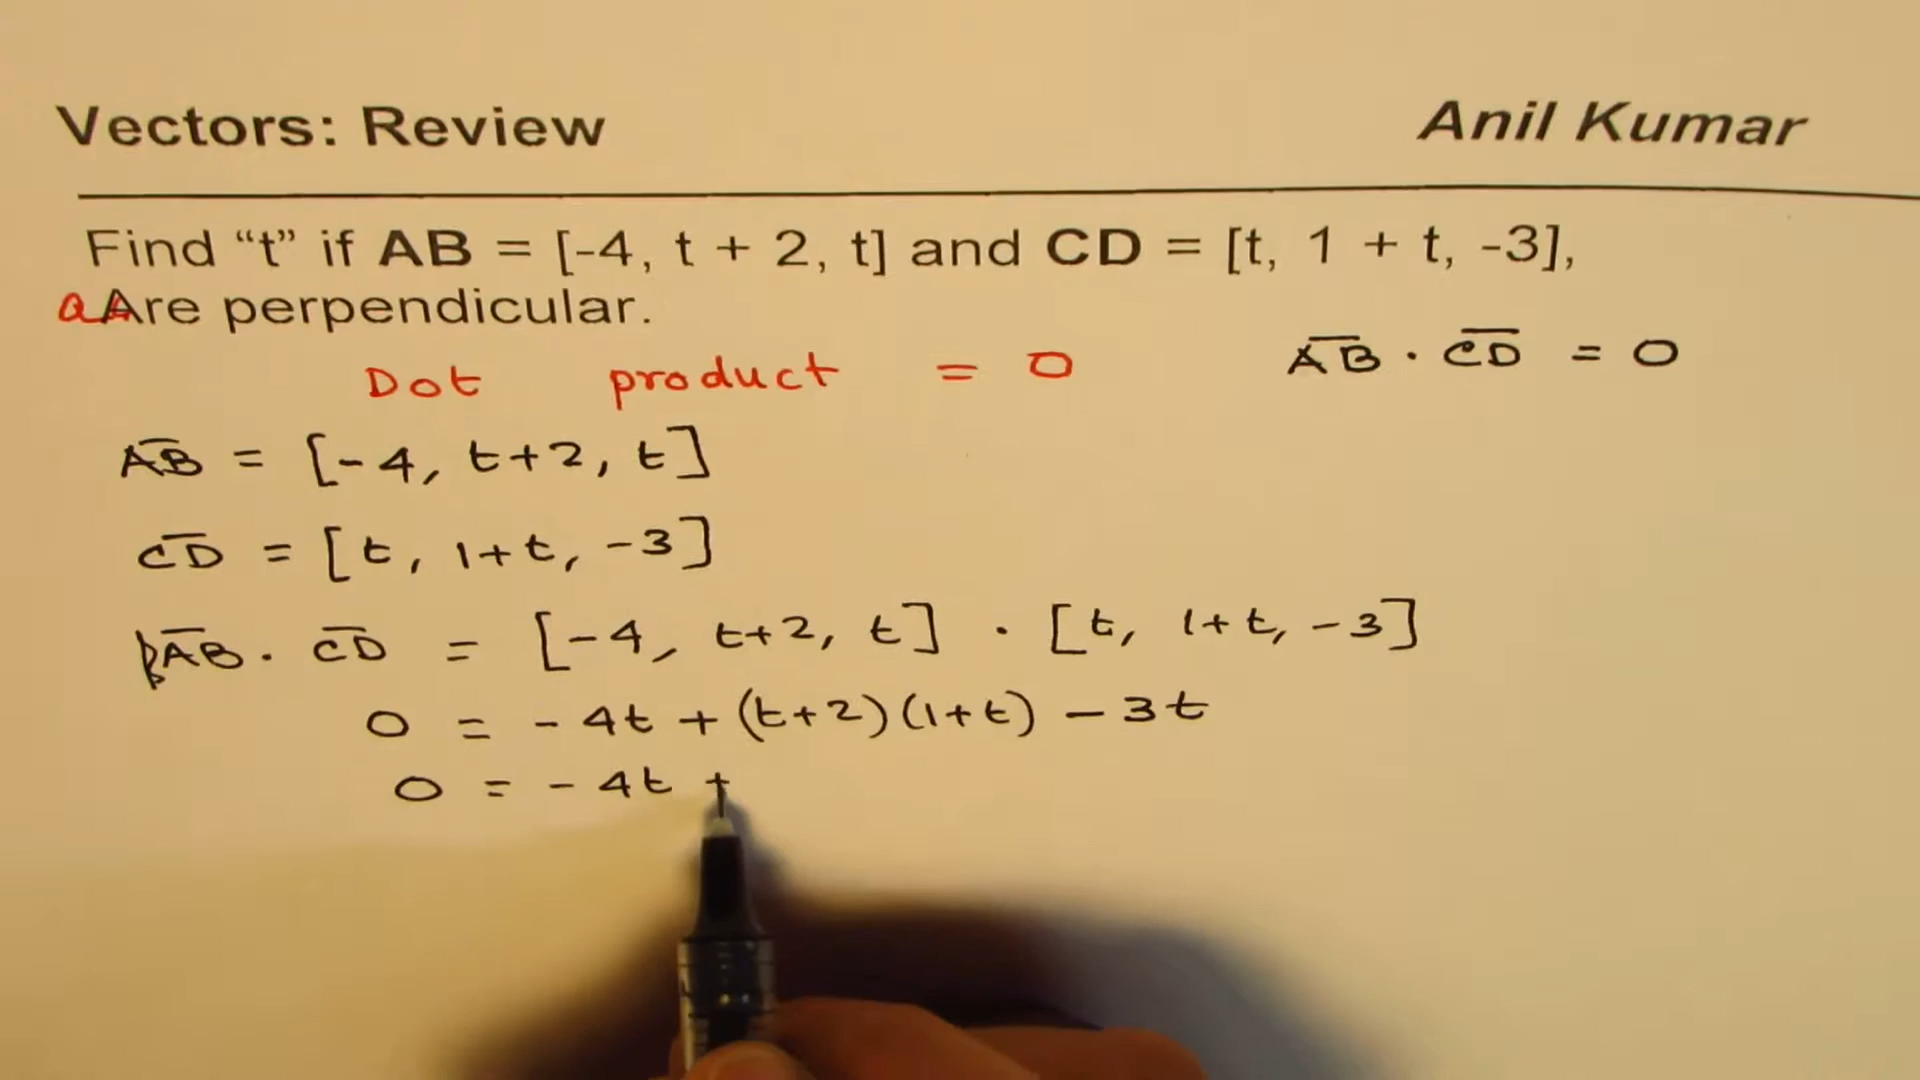 Vectors: Review
Anil Kumar
Find “t” if AB = [-4, t + 2, t] and CD = [t, 1 + t, -3],
Are perpendicular.
Dot product = 0
AB · CD = 0
AB = [-4, t+2, t]
CD = [t, 1+t, -3]
AB · CD = [-4, t+2, t] · [t, 1+t, -3]
0 = - 4t + (t+2)(1+t) - 3t
0 = - 4t +